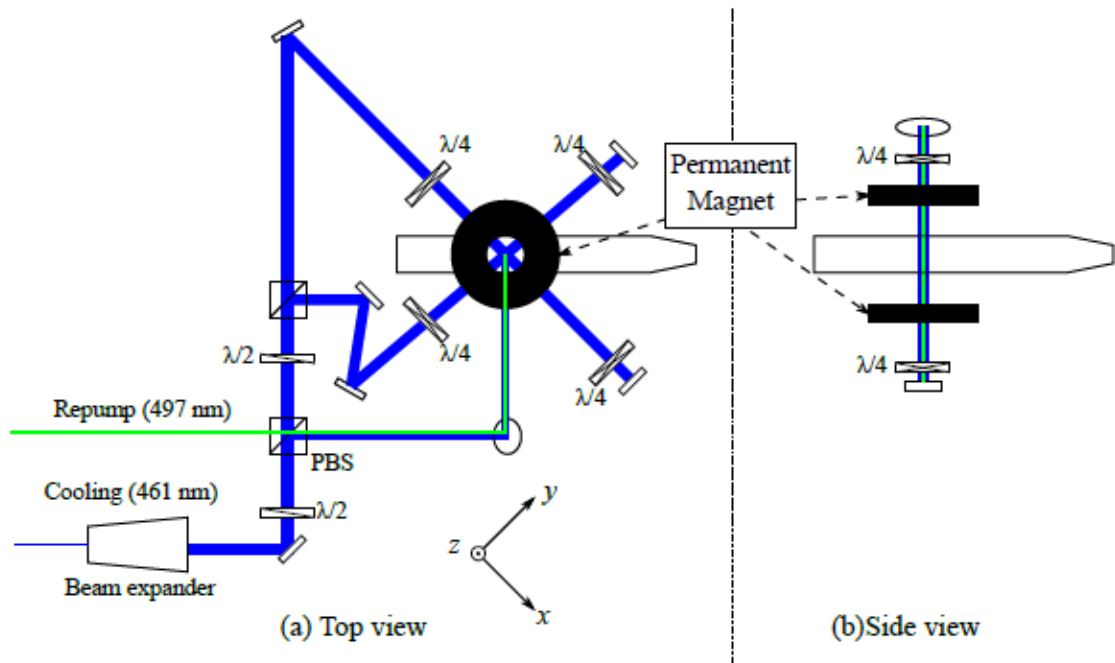 λ/4
λ/4
Permanent
Magnet
λ/4
λ/4
λ/2
λ/4
λ/4
Repump (497 nm)
PBS
Cooling (461 nm)
λ/2
y
z
Beam expander
x
(a) Top view
(b)Side view